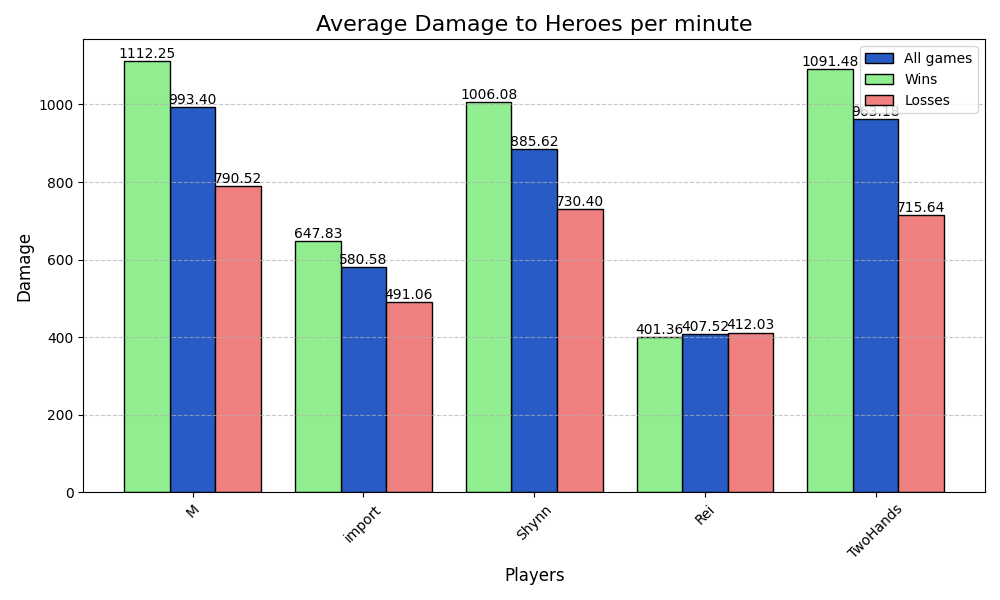 Average Damage to Heroes per minute
All games
Wins
Losses
1112.25
993.40
790.52
647.83
580.58
491.06
1006.08
885.62
730.40
401.36
407.52
412.03
1091.48
963.18
715.64
Damage
1000
800
600
400
200
0
M
import
Shynn
Rei
TwoHands
Players